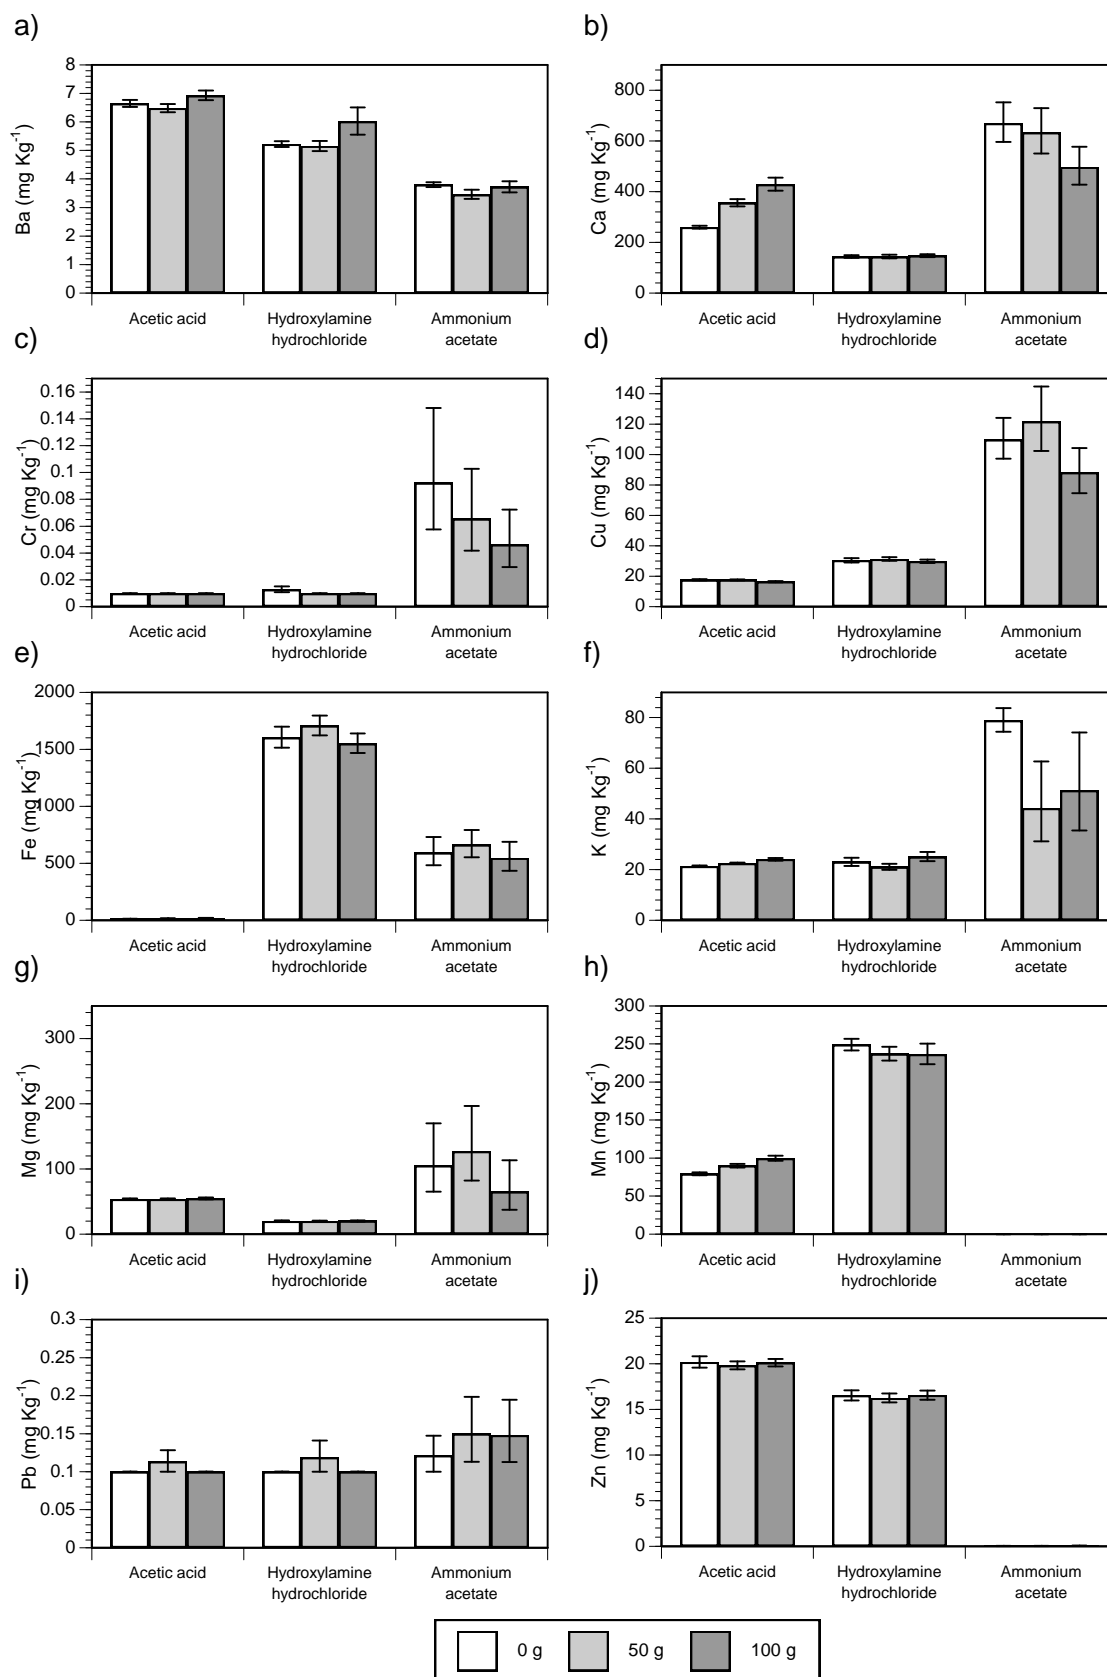 a)
Ba (mg Kg-1)
8
7
6
5
4
3
2
1
0
Acetic acid
Hydroxylamine
hydrochloride
Ammonium
acetate
b)
Ca (mg Kg-1)
800
600
400
200
0
Acetic acid
Hydroxylamine
hydrochloride
Ammonium
acetate
c)
Cr (mg Kg-1)
0.16
0.14
0.12
0.1
0.08
0.06
0.04
0.02
0
Acetic acid
Hydroxylamine
hydrochloride
Ammonium
acetate
d)
Cu (mg Kg-1)
140
120
100
80
60
40
20
0
Acetic acid
Hydroxylamine
hydrochloride
Ammonium
acetate
e)
Fe (mg Kg-1)
2000
1500
1000
500
0
Acetic acid
Hydroxylamine
hydrochloride
Ammonium
acetate
f)
K (mg Kg-1)
80
60
40
20
0
Acetic acid
Hydroxylamine
hydrochloride
Ammonium
acetate
g)
Mg (mg Kg-1)
300
200
100
0
Acetic acid
Hydroxylamine
hydrochloride
Ammonium
acetate
h)
Mn (mg Kg-1)
300
250
200
150
100
50
0
Acetic acid
Hydroxylamine
hydrochloride
Ammonium
acetate
i)
Pb (mg Kg-1)
0.3
0.25
0.2
0.15
0.1
0.05
0
Acetic acid
Hydroxylamine
hydrochloride
Ammonium
acetate
j)
Zn (mg Kg-1)
25
20
15
10
5
0
Acetic acid
Hydroxylamine
hydrochloride
Ammonium
acetate
0 g
50 g
100 g